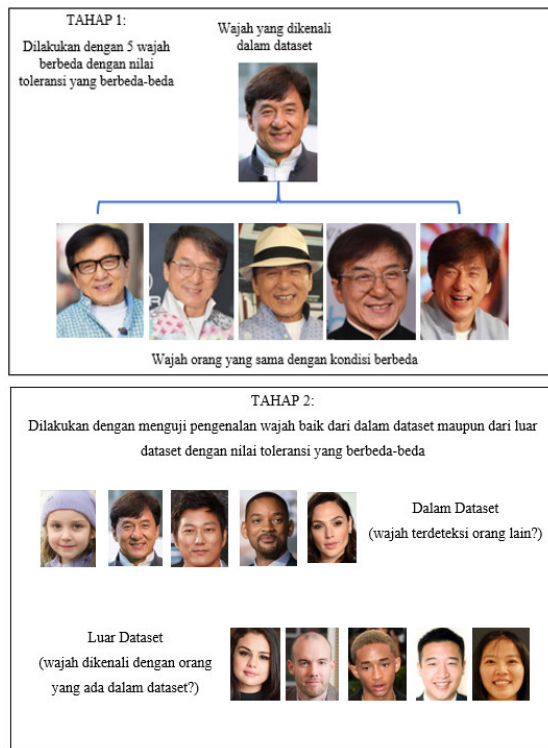 TAHAP 1:
Dilakukan dengan 5 wajah
berbeda dengan nilai
toleransi yang berbeda-beda
Wajah yang dikenali
dalam dataset
Wajah orang yang sama dengan kondisi berbeda
TAHAP 2:
Dilakukan dengan menguji pengenalan wajah baik dari dalam dataset maupun dari luar
dataset dengan nilai toleransi yang berbeda-beda
Dalam Dataset
(wajah terdeteksi orang lain?)
Luar Dataset
(wajah dikenali dengan orang
yang ada dalam dataset?)